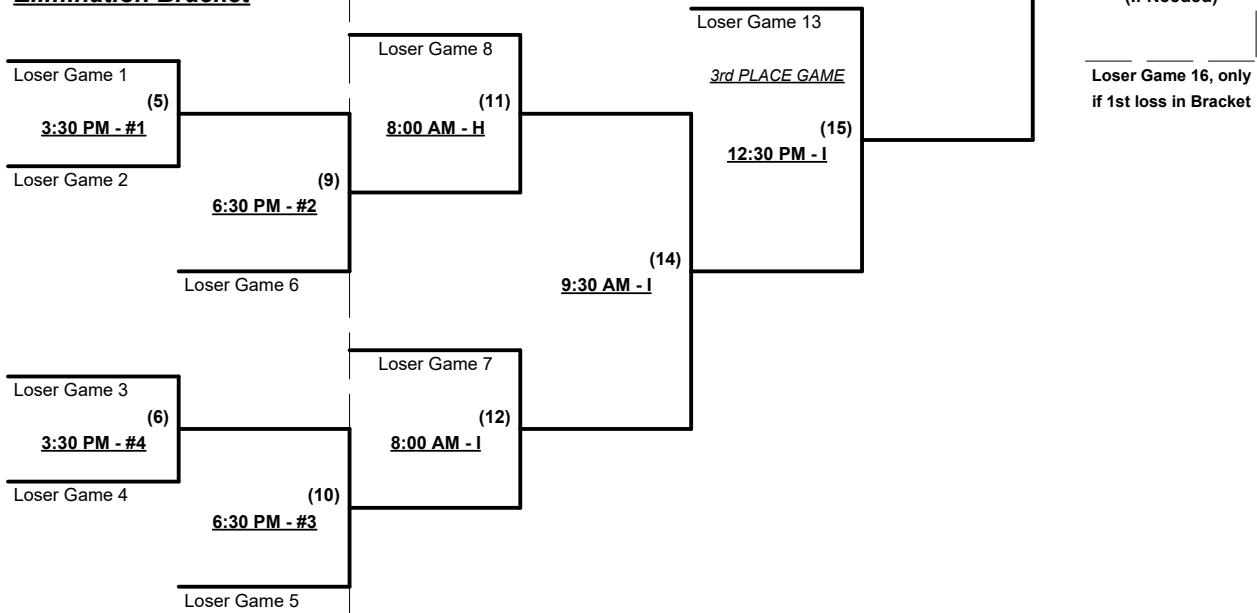 Elimination Bracket
(If Needed)
Loser Game 13
Loser Game 8
Loser Game 1
3rd PLACE GAME
Loser Game 16, only
if 1st loss in Bracket
(5)
3:30 PM - #1
(11)
8:00 AM - H
(15)
12:30 PM - I
Loser Game 2
(9)
6:30 PM - #2
(14)
9:30 AM - I
Loser Game 6
Loser Game 7
Loser Game 3
(6)
3:30 PM - #4
(12)
8:00 AM - I
Loser Game 4
(10)
6:30 PM - #3
Loser Game 5